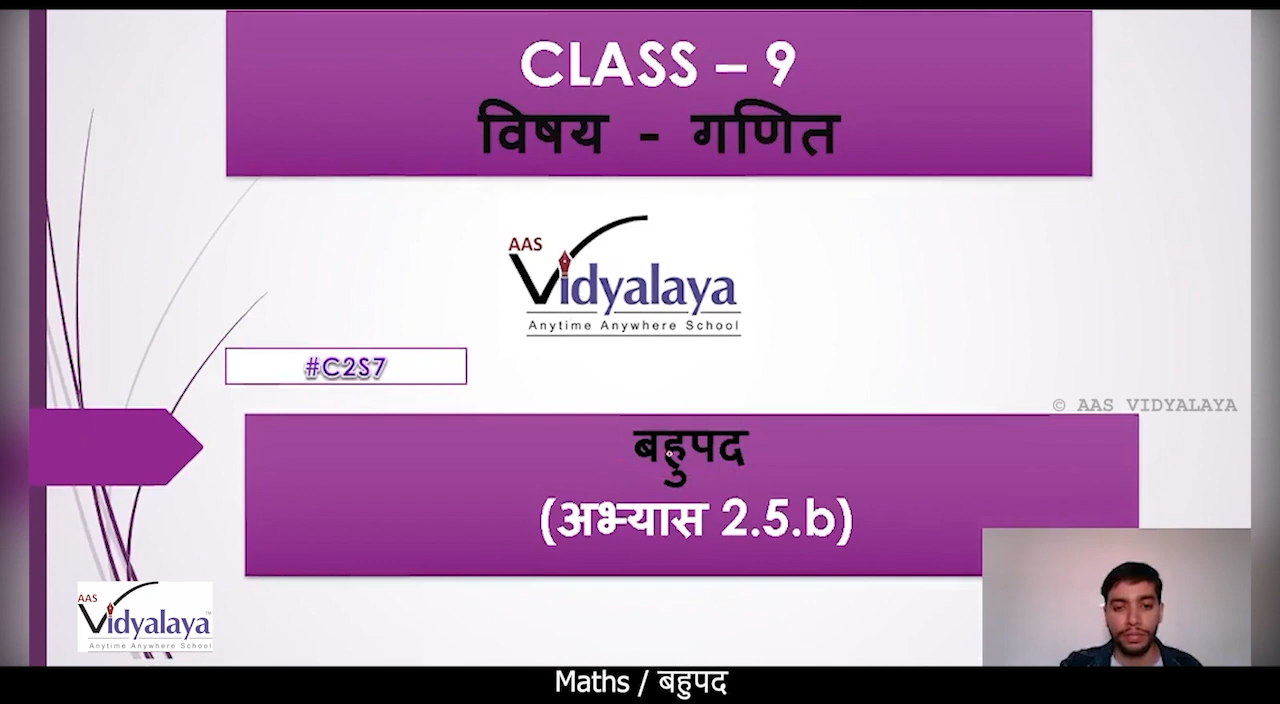 CLASS – 9
विषय - गणित
AAS
Vidyalaya
Anytime Anywhere School
#C2S7
© AAS VIDYALAYA
बहुपद
(अभ्यास 2.5.b)
AAS
Vidyalaya™
Anytime Anywhere School
Maths / बहुपद